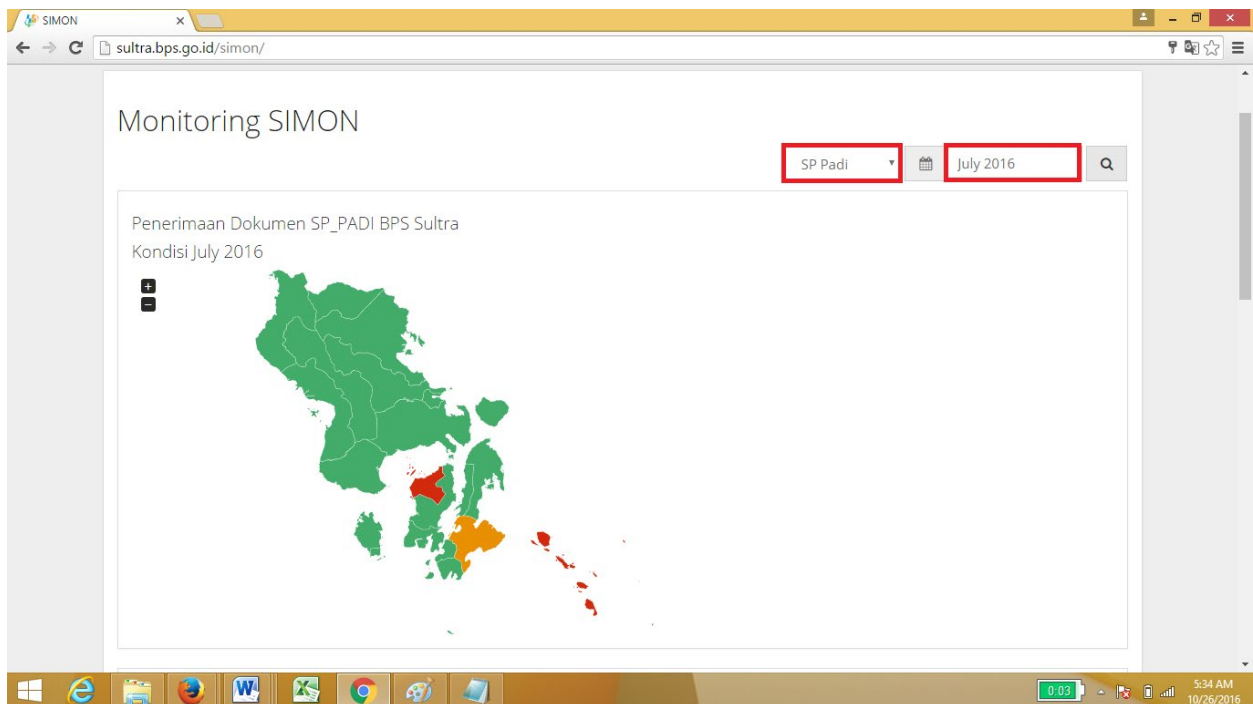 SIMON
sultra.bps.go.id/simon/
Monitoring SIMON
SP Padi
July 2016
Penerimaan Dokumen SP_PADI BPS Sultra
Kondisi July 2016
+
-
0:03
5:34 AM
10/26/2016